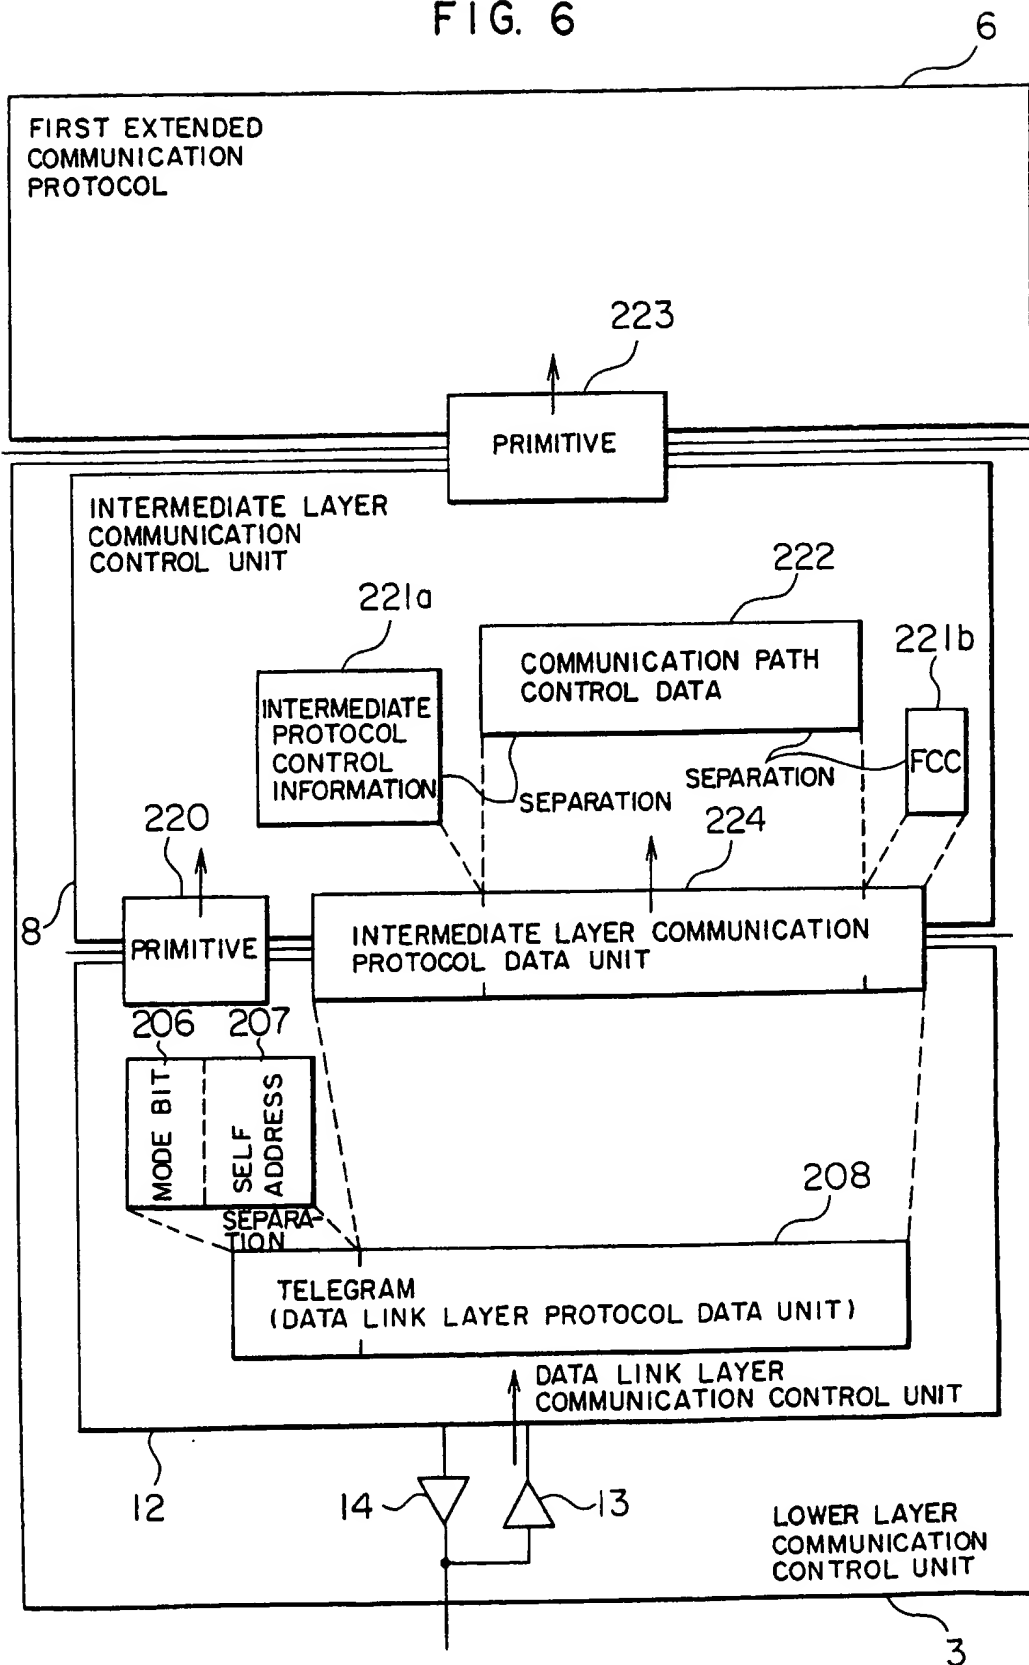 FIG. 6
6
FIRST EXTENDED
COMMUNICATION
PROTOCOL
223
PRIMITIVE
INTERMEDIATE LAYER
COMMUNICATION
CONTROL UNIT
222
221a
221b
COMMUNICATION PATH
CONTROL DATA
INTERMEDIATE
PROTOCOL
CONTROL
INFORMATION
FCC
SEPARATION
SEPARATION
220
224
8
PRIMITIVE
INTERMEDIATE LAYER COMMUNICATION
PROTOCOL DATA UNIT
206
207
MODE BIT
SELF
ADDRESS
208
SEPARA-
TION
TELEGRAM
(DATA LINK LAYER PROTOCOL DATA UNIT)
DATA LINK LAYER
COMMUNICATION CONTROL UNIT
12
14
13
LOWER LAYER
COMMUNICATION
CONTROL UNIT
3